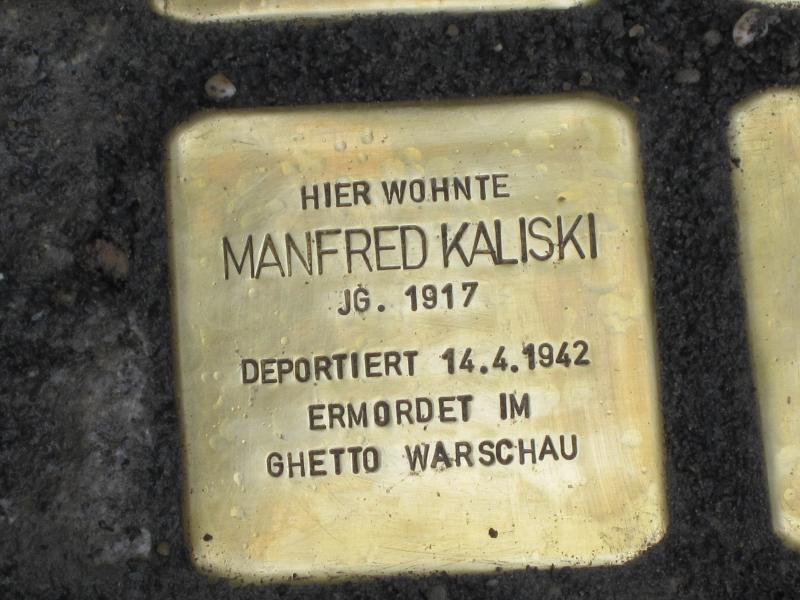 HIER WOHNTE
MANFRED KALISKI
JG. 1917
DEPORTIERT 14.4.1942
ERMORDET IM
GHETTO WARSCHAU